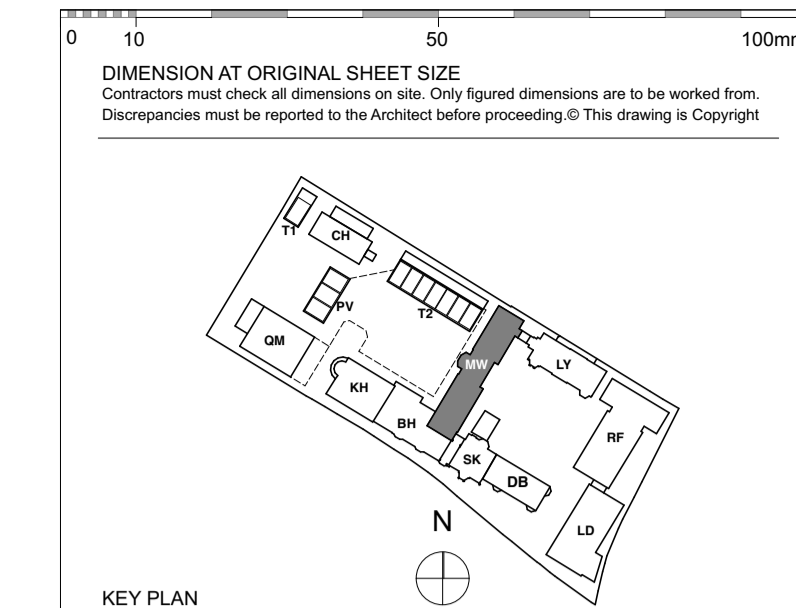 0 10 50 100mm
DIMENSION AT ORIGINAL SHEET SIZE
Contractors must check all dimensions on site. Only figured dimensions are to be worked from.
Discrepancies must be reported to the Architect before proceeding.© This drawing is Copyright
T1
CH
PV
T2
QM
MW
LY
KH
BH
RF
SK
DB
LD
N
KEY PLAN